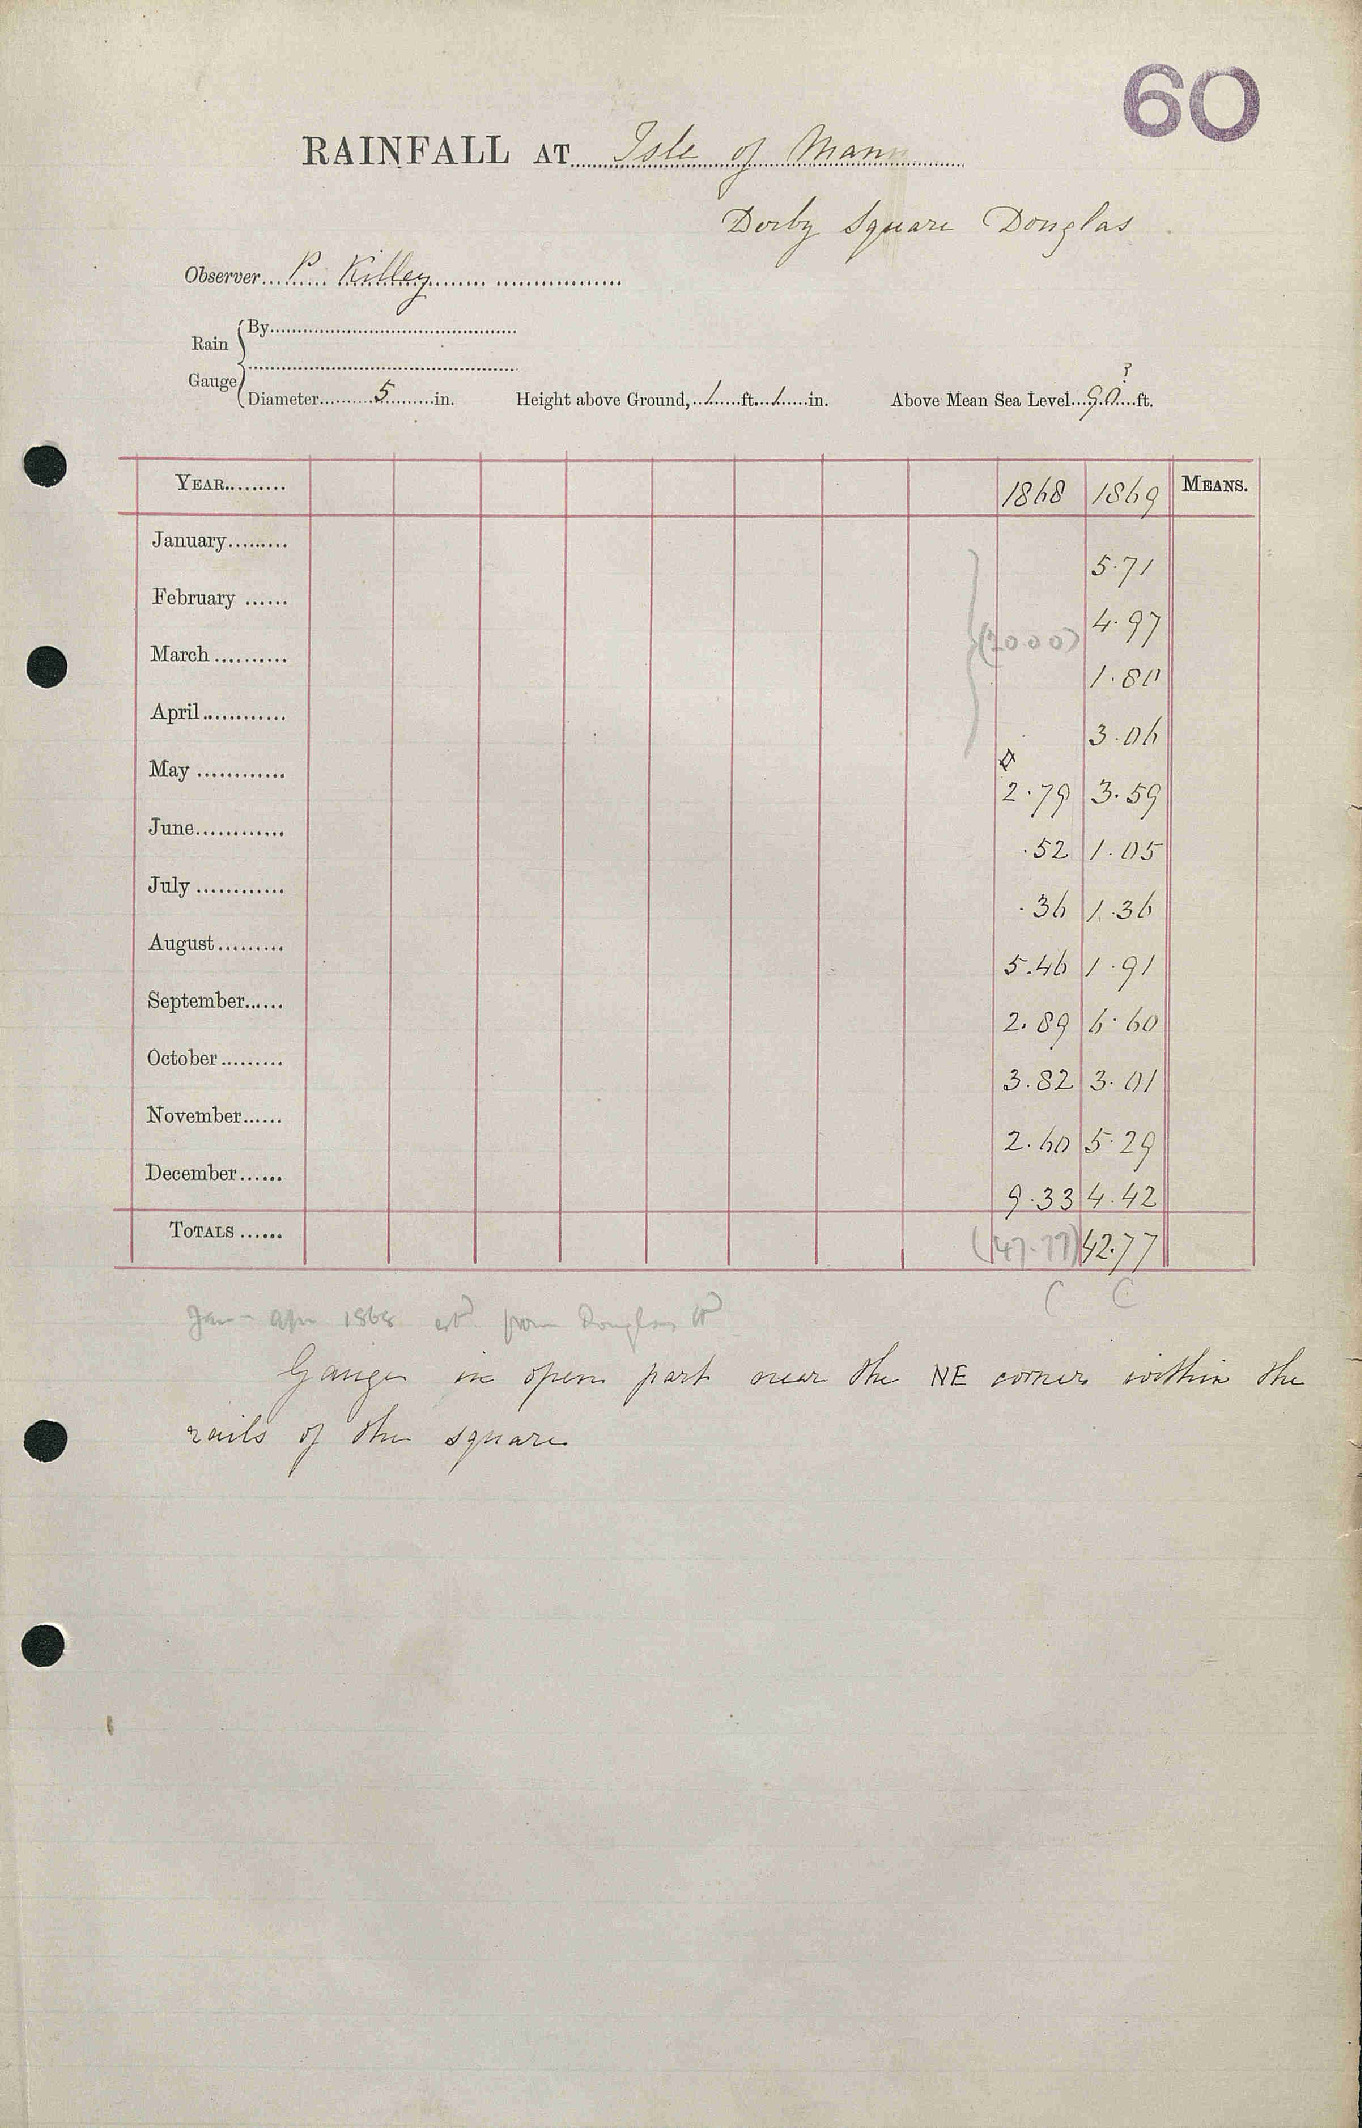 60
RAINFALL AT Isle of Mann
Derby Square Douglas
Observer P. Killey
Rain Gauge { By
Diameter 5 in. Height above Ground, 1 ft. 1 in. Above Mean Sea Level 90? ft.
YEAR 1868 1869 MEANS.
January 5.71
February 4.97
(2000)
March 1.80
April 3.06
May 2.79 3.59
June .52 1.05
July .36 1.36
August 5.46 1.91
September 2.89 6.60
October 3.82 3.01
November 2.60 5.29
December 9.33 4.42
TOTALS (47.77) 42.77
C C
Jan - Apr 1868 estd from Douglas
Gauge in open part near the NE corner within the
rails of the square